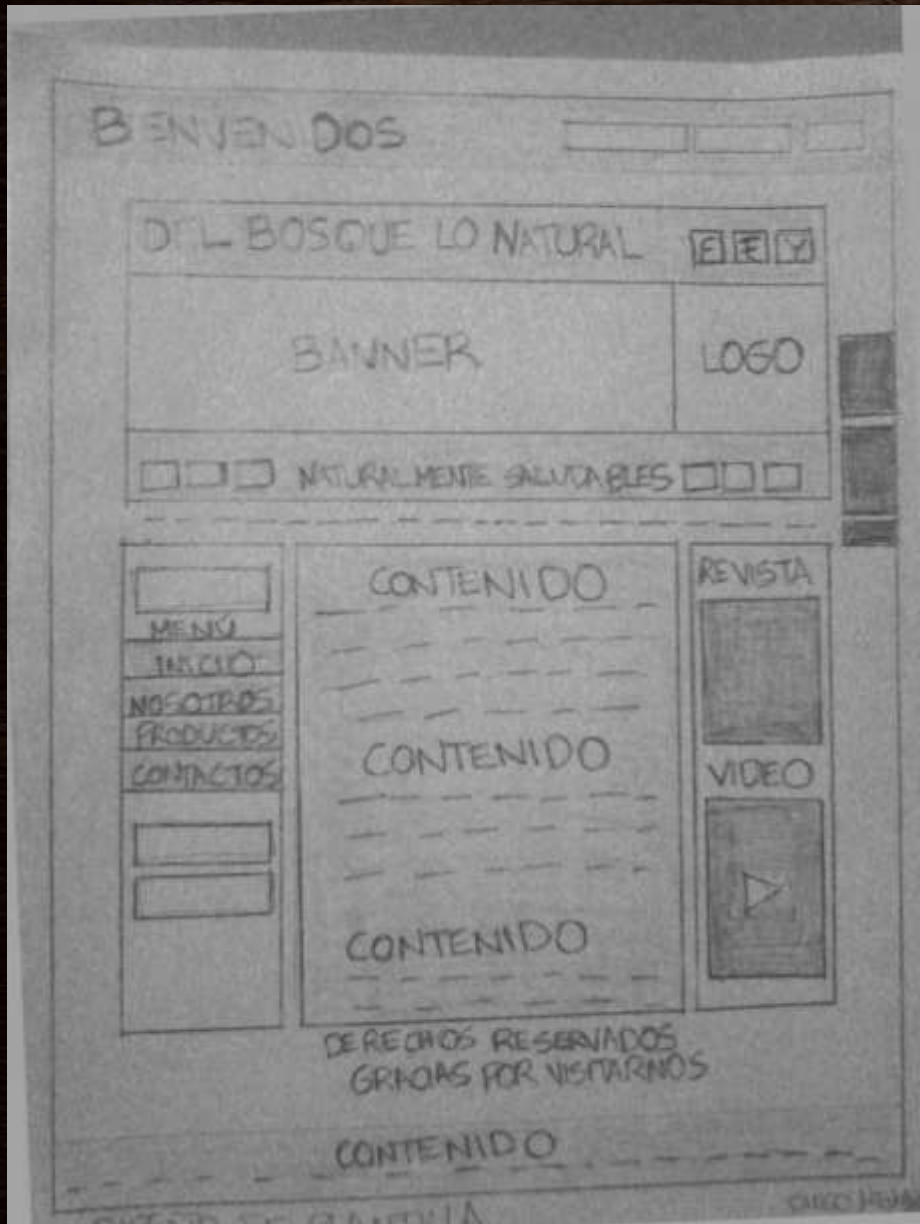 BIENVENIDOS
DEL BOSQUE LO NATURAL
BANNER
LOGO
NATURALMENTE SALUDABLES
CONTENIDO
REVISTA
MENÚ
INICIO
NOSOTROS
PRODUCTOS
CONTACTOS
CONTENIDO
VIDEO
CONTENIDO
DERECHOS RESERVADOS
GRACIAS POR VISITARNOS
CONTENIDO